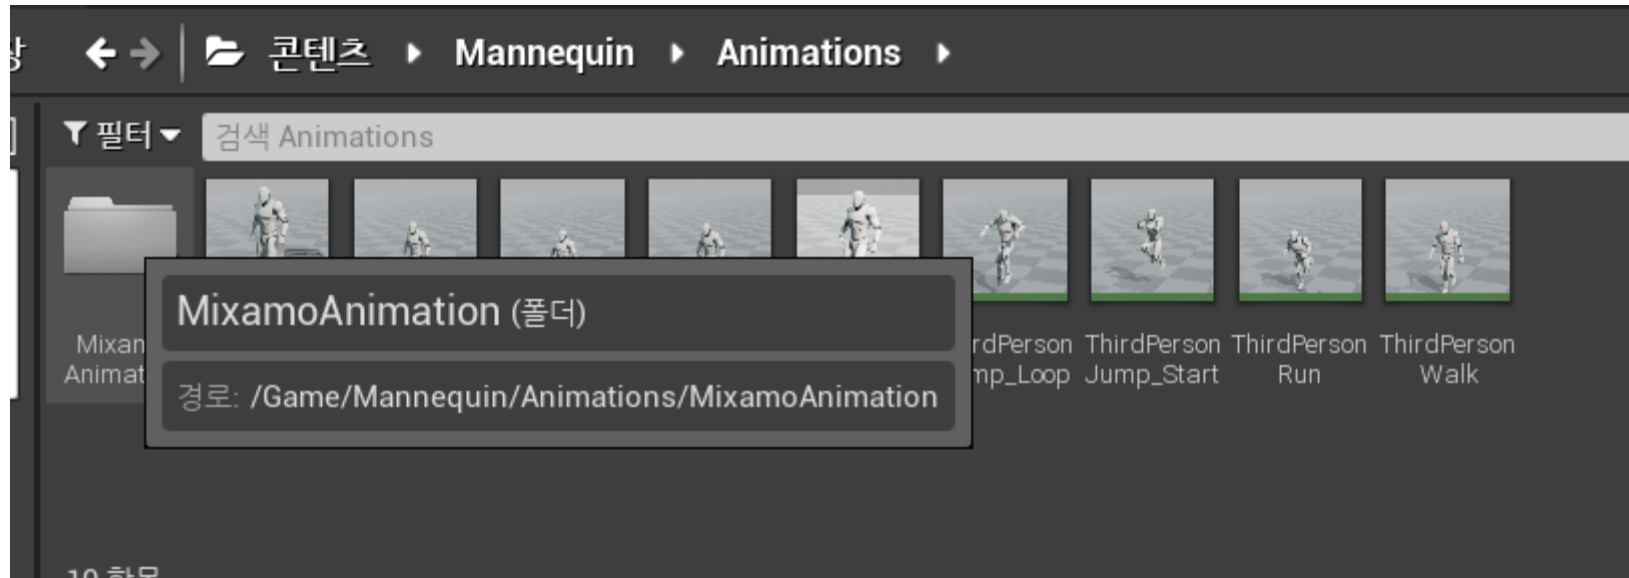 콘텐츠 Mannequin Animations
필터 검색 Animations
MixamoAnimation (폴더)
경로: /Game/Mannequin/Animations/MixamoAnimation
ThirdPerson Jump_Start
ThirdPerson Run
ThirdPerson Walk